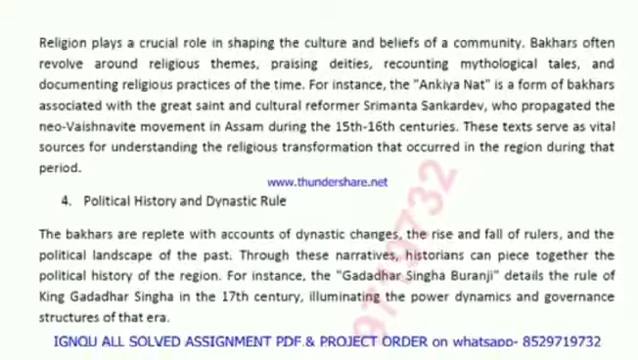 Religion plays a crucial role in shaping the culture and beliefs of a community. Bakhars often
revolve around religious themes, praising deities, recounting mythological tales, and
documenting religious practices of the time. For instance, the "Ankiya Nat" is a form of bakhars
associated with the great saint and cultural reformer Srimanta Sankardev, who propagated the
neo-Vaishnavite movement in Assam during the 15th-16th centuries. These texts serve as vital
sources for understanding the religious transformation that occurred in the region during that
period.
www.thundershare.net
4. Political History and Dynastic Rule
The bakhars are replete with accounts of dynastic changes, the rise and fall of rulers, and the
political landscape of the past. Through these narratives, historians can piece together the
political history of the region. For instance, the "Gadadhar Singha Buranji" details the rule of
King Gadadhar Singha in the 17th century, illuminating the power dynamics and governance
structures of that era.
9719732
IGNOU ALL SOLVED ASSIGNMENT PDF & PROJECT ORDER on whatsapp- 8529719732